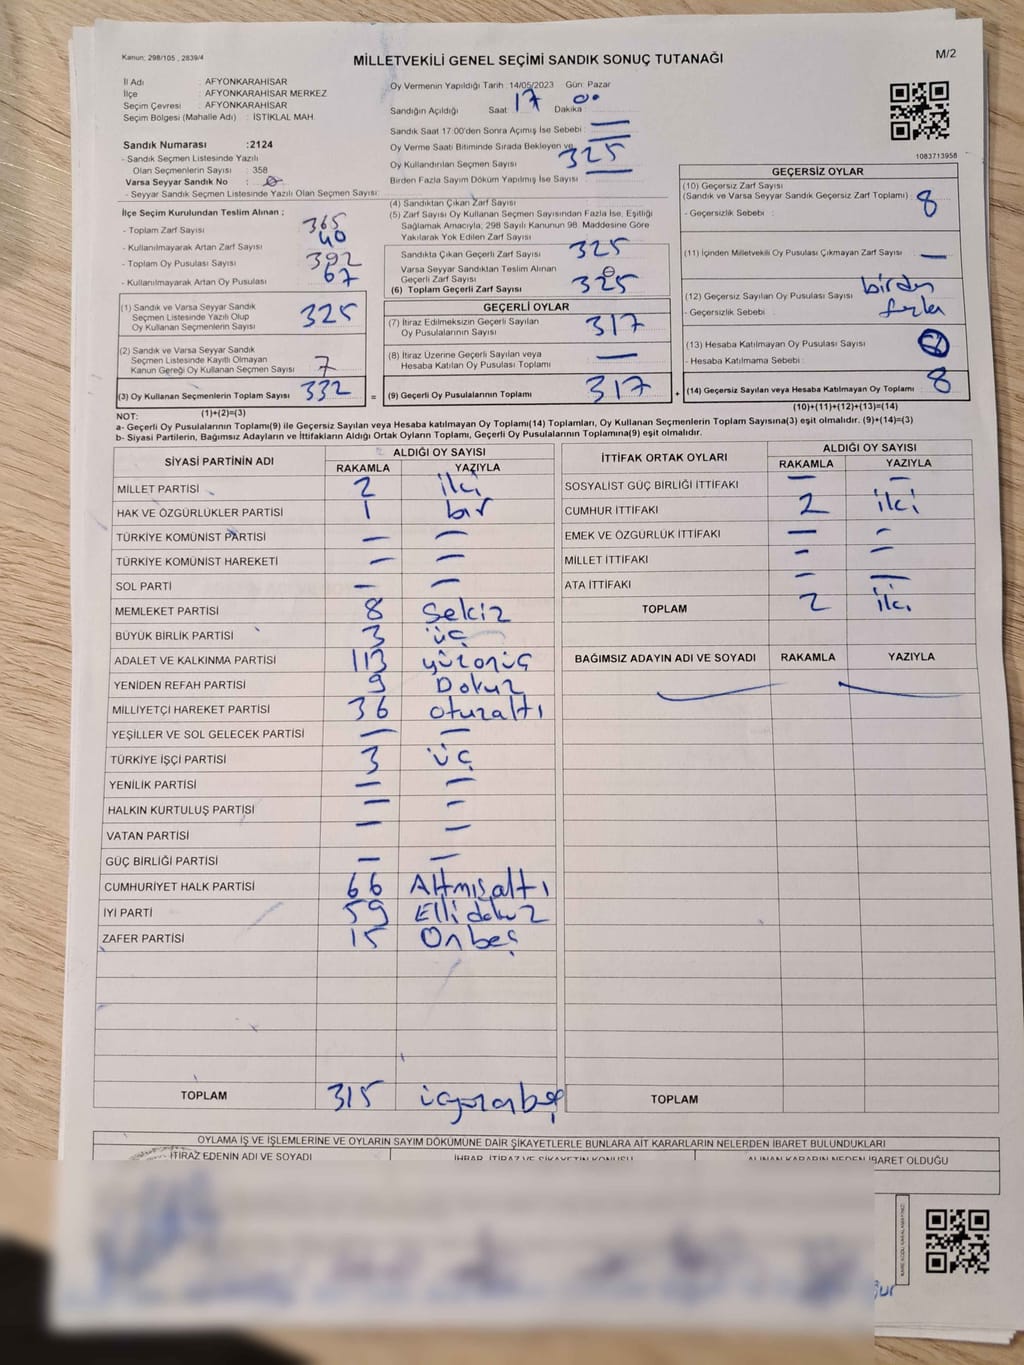 Kanun: 298/105 , 2839/4
MİLLETVEKİLİ GENEL SEÇİMİ SANDIK SONUÇ TUTANAĞI
M/2
İl Adı : AFYONKARAHİSAR
İlçe : AFYONKARAHİSAR MERKEZ
Seçim Çevresi : AFYONKARAHİSAR
Seçim Bölgesi (Mahalle Adı) : İSTİKLAL MAH.
Sandık Numarası :2124
- Sandık Seçmen Listesinde Yazılı
Olan Seçmenlerin Sayısı : 358
Varsa Seyyar Sandık No : 0
- Seyyar Sandık Seçmen Listesinde Yazılı Olan Seçmen Sayısı:
Oy Vermenin Yapıldığı Tarih :14/05/2023 Gün: Pazar
Sandığın Açıldığı Saat: 17 Dakika 00
Sandık Saat 17:00'den Sonra Açımış İse Sebebi : —
Oy Verme Saati Bitiminde Sırada Bekleyen ve
Oy Kullandırılan Seçmen Sayısı 325
Birden Fazla Sayım Döküm Yapılmış İse Sayısı —
1083713958
İlçe Seçim Kurulundan Teslim Alınan ;
- Toplam Zarf Sayısı 365
- Kullanılmayarak Artan Zarf Sayısı 40
- Toplam Oy Pusulası Sayısı 392
- Kullanılmayarak Artan Oy Pusulası 67
(1) Sandık ve Varsa Seyyar Sandık
Seçmen Listesinde Yazılı Olup
Oy Kullanan Seçmenlerin Sayısı 325
(2) Sandık ve Varsa Seyyar Sandık
Seçmen Listesinde Kayıtlı Olmayan
Kanun Gereği Oy Kullanan Seçmen Sayısı 7
(3) Oy Kullanan Seçmenlerin Toplam Sayısı 332 =
(4) Sandıktan Çıkan Zarf Sayısı :
(5) Zarf Sayısı Oy Kullanan Seçmen Sayısından Fazla İse, Eşitliği
Sağlamak Amacıyla, 298 Sayılı Kanunun 98. Maddesine Göre
Yakılarak Yok Edilen Zarf Sayısı :
Sandıkta Çıkan Geçerli Zarf Sayısı 325
Varsa Seyyar Sandıktan Teslim Alınan
Geçerli Zarf Sayısı 0
(6) Toplam Geçerli Zarf Sayısı 325
GEÇERLİ OYLAR
(7) İtiraz Edilmeksizin Geçerli Sayılan
Oy Pusulalarının Sayısı 317
(8) İtiraz Üzerine Geçerli Sayılan veya
Hesaba Katılan Oy Pusulaları Toplamı —
(9) Geçerli Oy Pusulalarının Toplamı 317 +
GEÇERSİZ OYLAR
(10) Geçersiz Zarf Sayısı
(Sandık ve Varsa Seyyar Sandık Geçersiz Zarf Toplamı) : 8
- Geçersizlik Sebebi :
(11) İçinden Milletvekili Oy Pusulası Çıkmayan Zarf Sayısı : —
(12) Geçersiz Sayılan Oy Pusulası Sayısı : birden
- Geçersizlik Sebebi : fazla
(13) Hesaba Katılmayan Oy Pusulası Sayısı :
- Hesaba Katılmama Sebebi :
(14) Geçersiz Sayılan veya Hesaba Katılmayan Oy Toplamı 8
NOT: (1)+(2)=(3)
(10)+(11)+(12)+(13)=(14)
a- Geçerli Oy Pusulalarının Toplamı(9) ile Geçersiz Sayılan veya Hesaba katılmayan Oy Toplamı(14) Toplamları, Oy Kullanan Seçmenlerin Toplam Sayısına(3) eşit olmalıdır. (9)+(14)=(3)
b- Siyasi Partilerin, Bağımsız Adayların ve İttifakların Aldığı Ortak Oyların Toplamı, Geçerli Oy Pusulalarının Toplamına(9) eşit olmalıdır.
SİYASİ PARTİNİN ADI ALDIĞI OY SAYISI
RAKAMLA YAZIYLA
MİLLET PARTİSİ 2 iki
HAK VE ÖZGÜRLÜKLER PARTİSİ 1 bir
TÜRKİYE KOMÜNİST PARTİSİ — —
TÜRKİYE KOMÜNİST HAREKETİ — —
SOL PARTİ — —
MEMLEKET PARTİSİ 8 Sekiz
BÜYÜK BİRLİK PARTİSİ 3 üç
ADALET VE KALKINMA PARTİSİ 113 yüzonüç
YENİDEN REFAH PARTİSİ 9 Dokuz
MİLLİYETÇİ HAREKET PARTİSİ 36 otuzaltı
YEŞİLLER VE SOL GELECEK PARTİSİ — —
TÜRKİYE İŞÇİ PARTİSİ 3 üç
YENİLİK PARTİSİ — —
HALKIN KURTULUŞ PARTİSİ — —
VATAN PARTİSİ — —
GÜÇ BİRLİĞİ PARTİSİ — —
CUMHURİYET HALK PARTİSİ 66 Altmışaltı
İYİ PARTİ 59 Elli dokuz
ZAFER PARTİSİ 15 Onbeş
TOPLAM 315 üçyüzonbeş
İTTİFAK ORTAK OYLARI ALDIĞI OY SAYISI
RAKAMLA YAZIYLA
SOSYALIST GÜÇ BİRLİĞİ İTTİFAKI — —
CUMHUR İTTİFAKI 2 iki
EMEK VE ÖZGÜRLÜK İTTİFAKI — —
MİLLET İTTİFAKI — —
ATA İTTİFAKI — —
TOPLAM 2 iki
BAĞIMSIZ ADAYIN ADI VE SOYADI RAKAMLA YAZIYLA
TOPLAM
OYLAMA İŞ VE İŞLEMLERİNE VE OYLARIN SAYIM DÖKÜMÜNE DAİR ŞİKAYETLERLE BUNLARA AİT KARARLARIN NELERDEN İBARET BULUNDUKLARI
İTİRAZ EDENİN ADI VE SOYADI
İHBAR, İTİRAZ VE ŞİKAYETİN KONUSU
ALINAN KARARIN NEDEN İBARET OLDUĞU